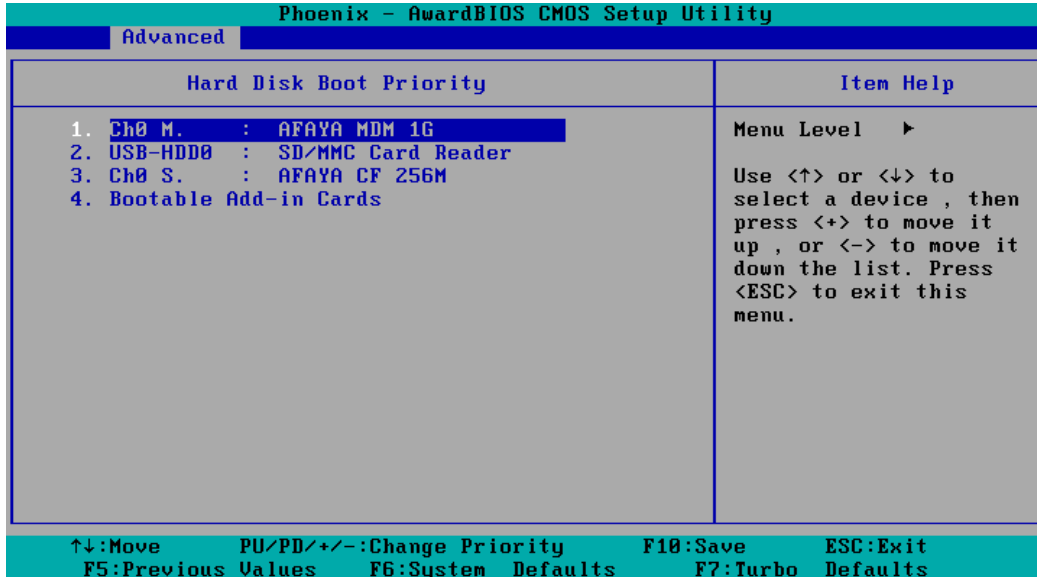 Phoenix - AwardBIOS CMOS Setup Utility
Advanced
Hard Disk Boot Priority
1. Ch0 M. : AFAYA MDM 1G
2. USB-HDD0 : SD/MMC Card Reader
3. Ch0 S. : AFAYA CF 256M
4. Bootable Add-in Cards
Item Help
Menu Level ►
Use <↑> or <↓> to
select a device , then
press <+> to move it
up , or <-> to move it
down the list. Press
<ESC> to exit this
menu.
↑↓:Move PU/PD/+/-:Change Priority F10:Save ESC:Exit
F5:Previous Values F6:System Defaults F7:Turbo Defaults